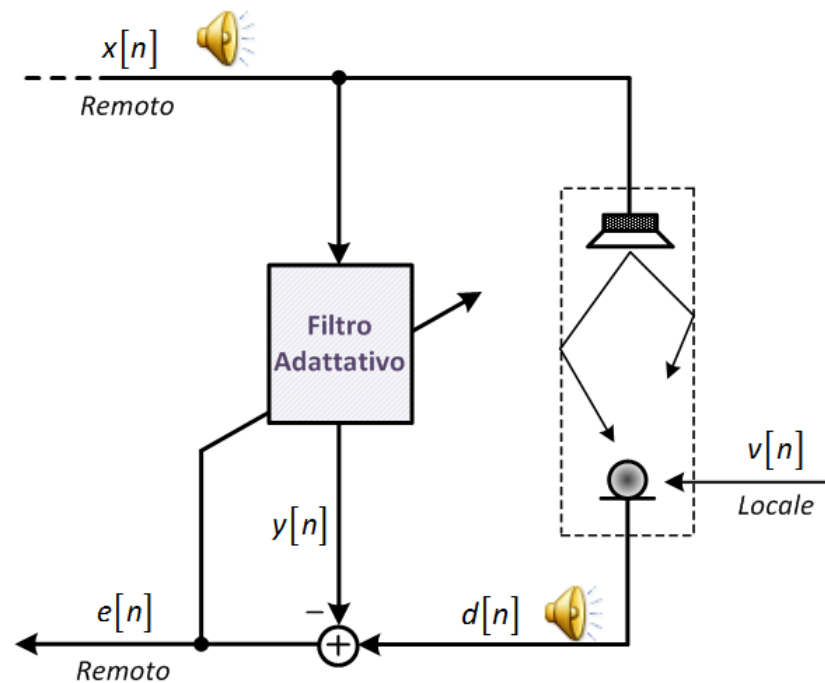 x[n]
Remoto
Filtro
Adattativo
v[n]
Locale
y[n]
−
e[n]
d[n]
+
Remoto